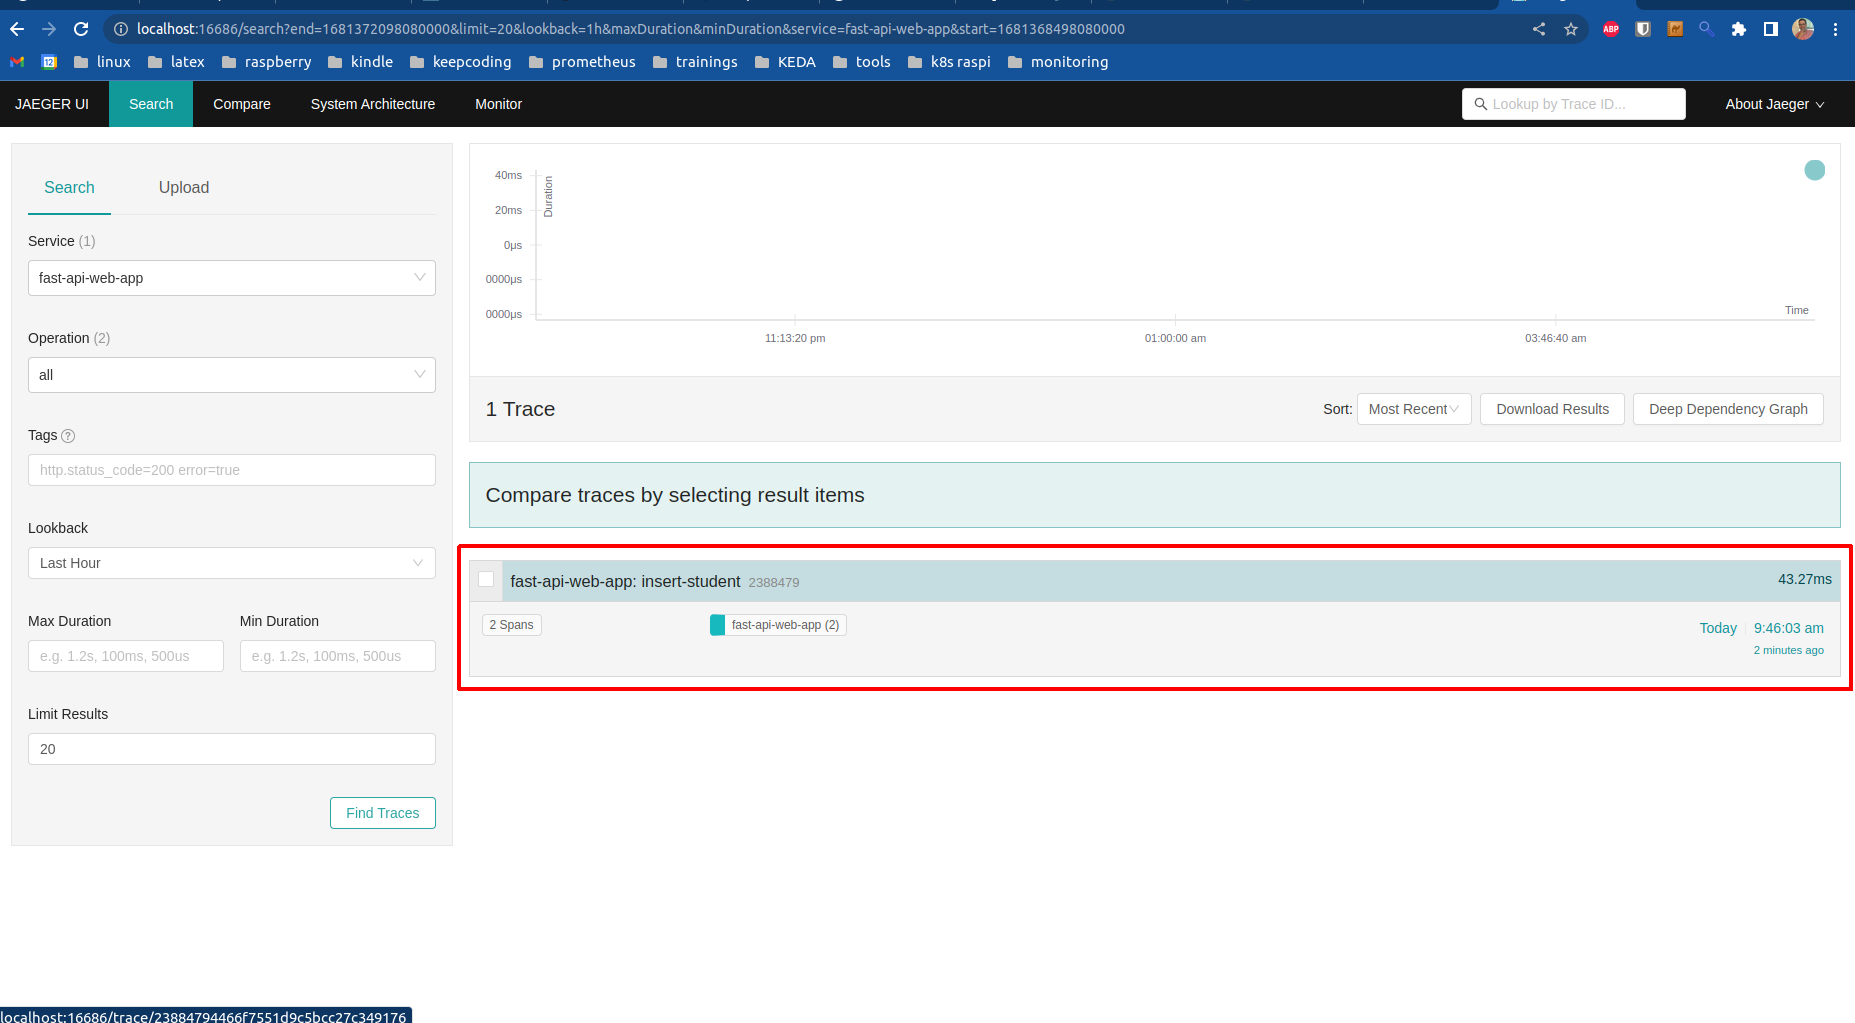 localhost:16686/search?end=1681372098080000&limit=20&lookback=1h&maxDuration&minDuration&service=fast-api-web-app&start=1681368498080000
ABP
12 linux latex raspberry kindle keepcoding prometheus trainings KEDA tools k8s raspi monitoring
JAEGER UI Search Compare System Architecture Monitor Lookup by Trace ID... About Jaeger
Search Upload
Service (1)
fast-api-web-app
Operation (2)
all
Tags ?
http.status_code=200 error=true
Lookback
Last Hour
Max Duration Min Duration
e.g. 1.2s, 100ms, 500us e.g. 1.2s, 100ms, 500us
Limit Results
20
Find Traces
Duration
40ms
20ms
0μs
0000μs
0000μs
Time
11:13:20 pm 01:00:00 am 03:46:40 am
1 Trace Sort: Most Recent Download Results Deep Dependency Graph
Compare traces by selecting result items
fast-api-web-app: insert-student 2388479 43.27ms
2 Spans fast-api-web-app (2) Today 9:46:03 am
2 minutes ago
localhost:16686/trace/23884794466f7551d9c5bcc27c349176